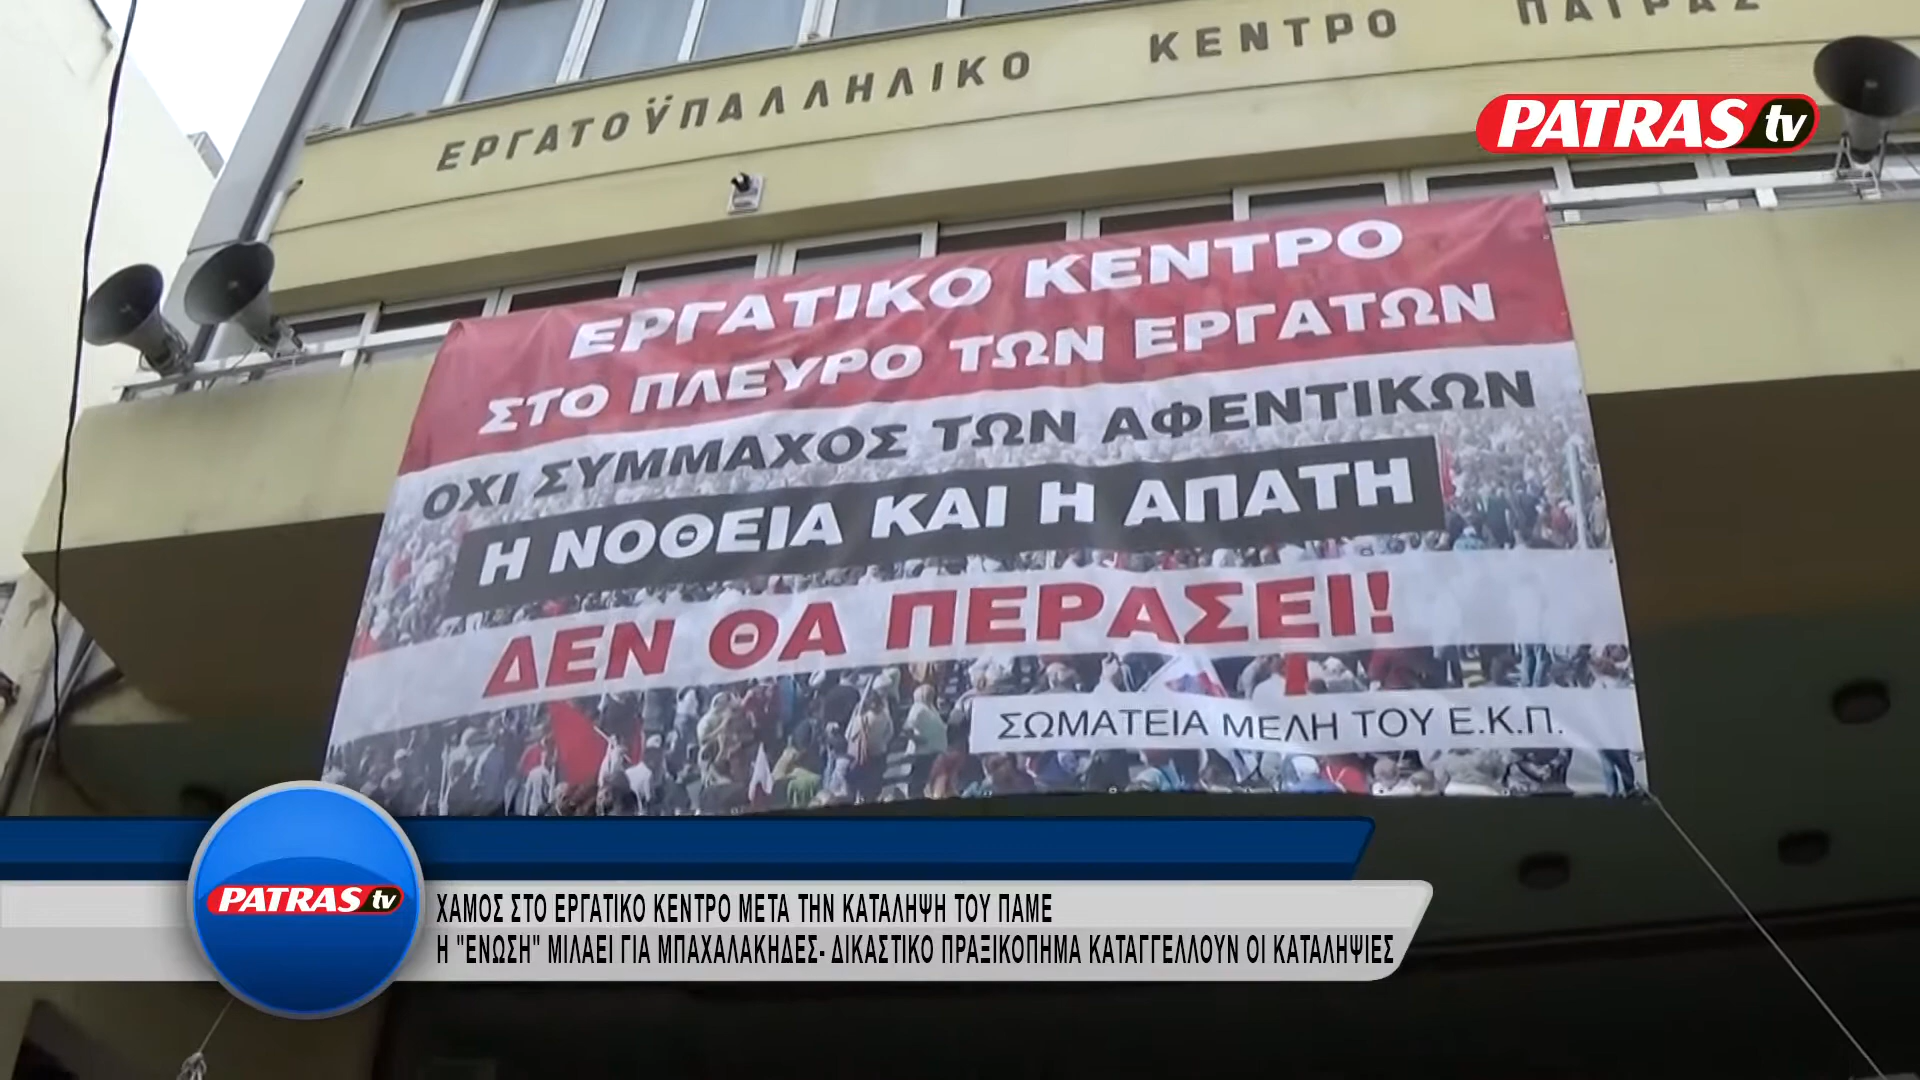 ΕΡΓΑΤΟΫΠΑΛΛΗΛΙΚΟ ΚΕΝΤΡΟ ΠΑΤΡΑΣ
PATRAS tv
ΕΡΓΑΤΙΚΟ ΚΕΝΤΡΟ
ΣΤΟ ΠΛΕΥΡΟ ΤΩΝ ΕΡΓΑΤΩΝ
ΟΧΙ ΣΥΜΜΑΧΟΣ ΤΩΝ ΑΦΕΝΤΙΚΩΝ
Η ΝΟΘΕΙΑ ΚΑΙ Η ΑΠΑΤΗ
ΔΕΝ ΘΑ ΠΕΡΑΣΕΙ!
ΣΩΜΑΤΕΙΑ ΜΕΛΗ ΤΟΥ Ε.Κ.Π.
PATRAS tv
ΧΑΜΟΣ ΣΤΟ ΕΡΓΑΤΙΚΟ ΚΕΝΤΡΟ ΜΕΤΑ ΤΗΝ ΚΑΤΑΛΗΨΗ ΤΟΥ ΠΑΜΕ
Η "ΕΝΩΣΗ" ΜΙΛΑΕΙ ΓΙΑ ΜΠΑΧΑΛΑΚΗΔΕΣ- ΔΙΚΑΣΤΙΚΟ ΠΡΑΞΙΚΟΠΗΜΑ ΚΑΤΑΓΓΕΛΛΟΥΝ ΟΙ ΚΑΤΑΛΗΨΙΕΣ